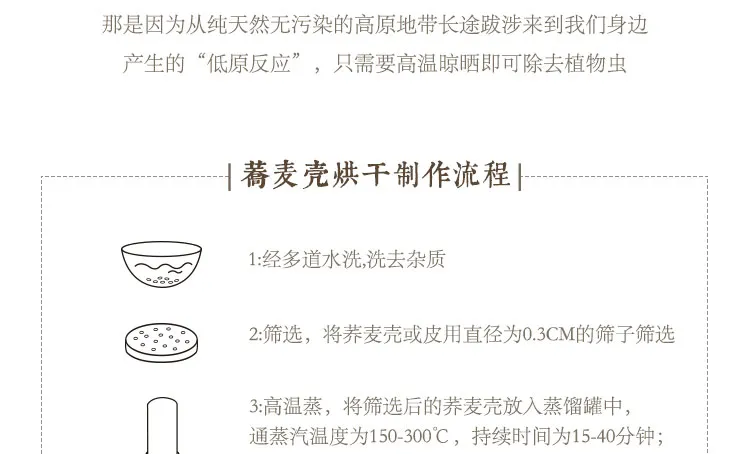 那是因为从纯天然无污染的高原地带长途跋涉来到我们身边
产生的“低原反应”，只需要高温晾晒即可除去植物虫
蕎麦壳烘干制作流程
1:经多道水洗,洗去杂质
2:筛选，将荞麦壳或皮用直径为0.3CM的筛子筛选
3:高温蒸，将筛选后的荞麦壳放入蒸馏罐中，
通蒸汽温度为150-300℃，持续时间为15-40分钟；